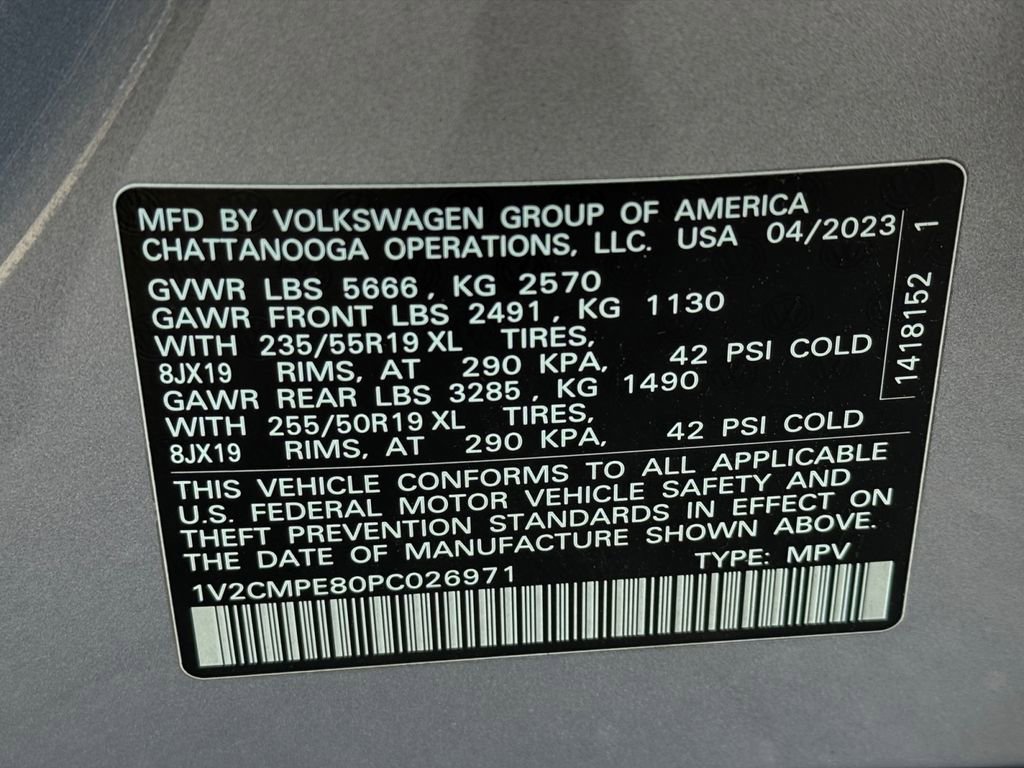 MFD BY VOLKSWAGEN GROUP OF AMERICA
CHATTANOOGA OPERATIONS, LLC. USA 04/2023
GVWR LBS 5666, KG 2570
GAWR FRONT LBS 2491, KG 1130
WITH 235/55R19 XL TIRES,
8JX19 RIMS, AT 290 KPA, 42 PSI COLD
GAWR REAR LBS 3285, KG 1490
WITH 255/50R19 XL TIRES,
8JX19 RIMS, AT 290 KPA, 42 PSI COLD
1418152 1
THIS VEHICLE CONFORMS TO ALL APPLICABLE
U.S. FEDERAL MOTOR VEHICLE SAFETY AND
THEFT PREVENTION STANDARDS IN EFFECT ON
THE DATE OF MANUFACTURE SHOWN ABOVE.
1V2CMPE80PC026971 TYPE: MPV